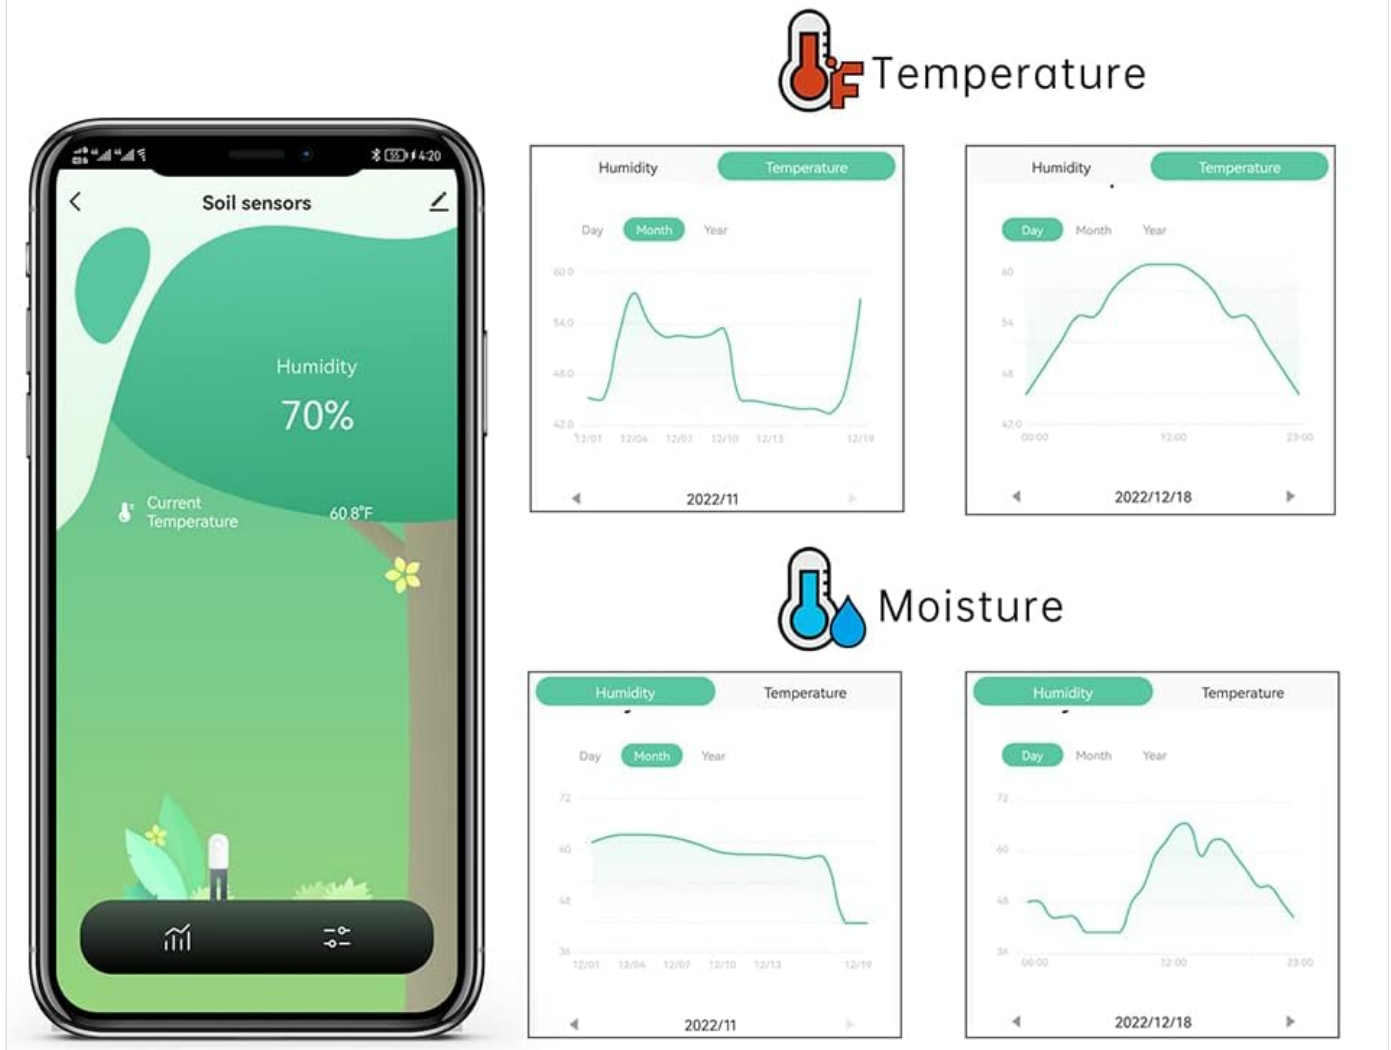 4:20
Soil sensors
Humidity
70%
Current
Temperature
60.8°F
°F Temperature
Humidity Temperature
Day Month Year
60.0
54.0
48.0
42.0
12/01 12/04 12/07 12/10 12/13 12/19
2022/11
Humidity Temperature
Day Month Year
60
54
48
42.0
00:00 12:00 23:00
2022/12/18
Moisture
Humidity Temperature
Day Month Year
72
60
48
36
12/01 12/04 12/07 12/10 12/13 12/19
2022/11
Humidity Temperature
Day Month Year
72
60
48
36
00:00 12:00 23:00
2022/12/18